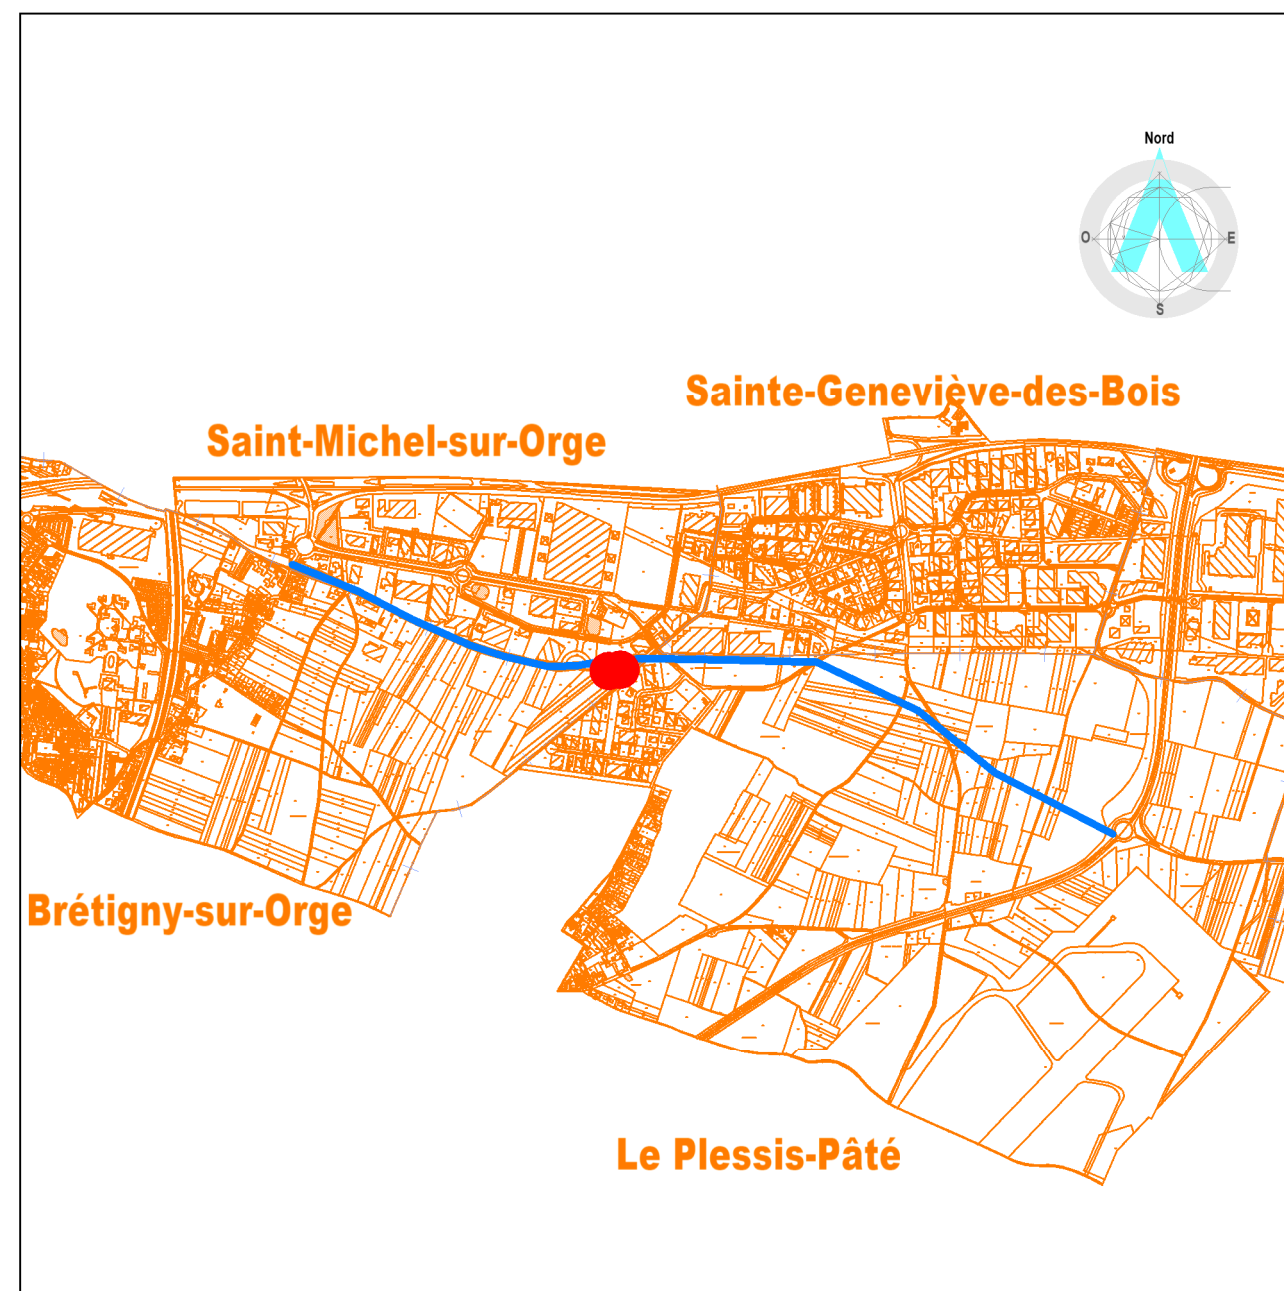 Nord
O
E
S
Sainte-Geneviève-des-Bois
Saint-Michel-sur-Orge
Brétigny-sur-Orge
Le Plessis-Pâté